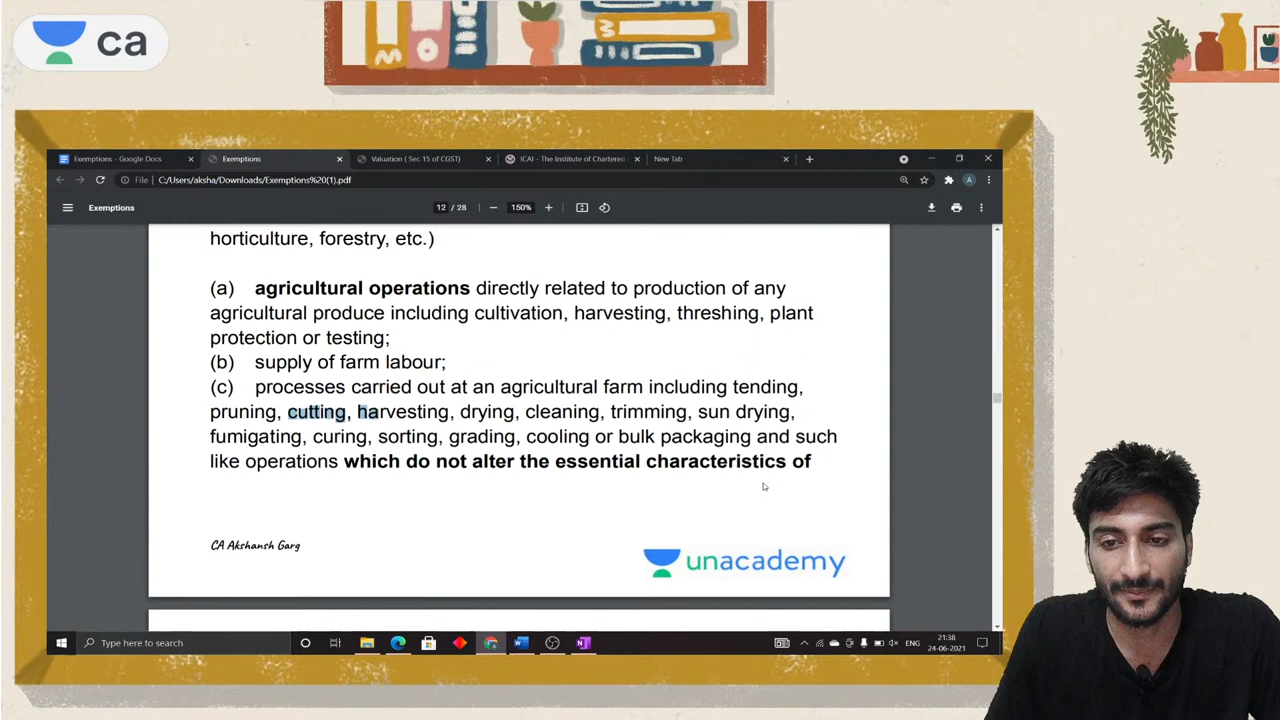 ca
Exemptions - Google Docs
Exemptions
Valuation ( Sec 15 of CGST)
ICAI - The Institute of Chartered
New Tab
File
C:/Users/aksha/Downloads/Exemptions%20(1).pdf
A
Exemptions
12 / 28
150%
horticulture, forestry, etc.)
(a) agricultural operations directly related to production of any
agricultural produce including cultivation, harvesting, threshing, plant
protection or testing;
(b) supply of farm labour;
(c) processes carried out at an agricultural farm including tending,
pruning, cutting, harvesting, drying, cleaning, trimming, sun drying,
fumigating, curing, sorting, grading, cooling or bulk packaging and such
like operations which do not alter the essential characteristics of
CA Akshansh Garg
unacademy
Type here to search
ENG
21:38
24-06-2021